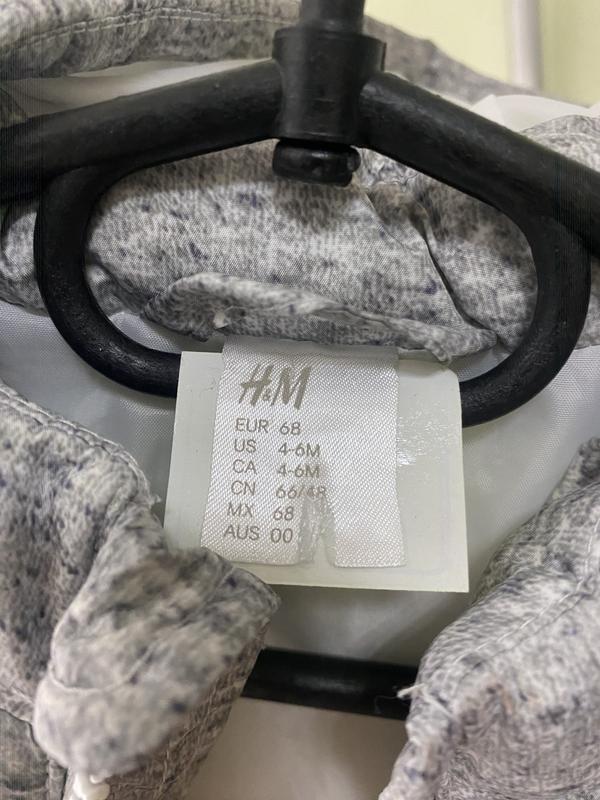 H&M
EUR 68
US 4-6M
CA 4-6M
CN 66/48
MX 68
AUS 00